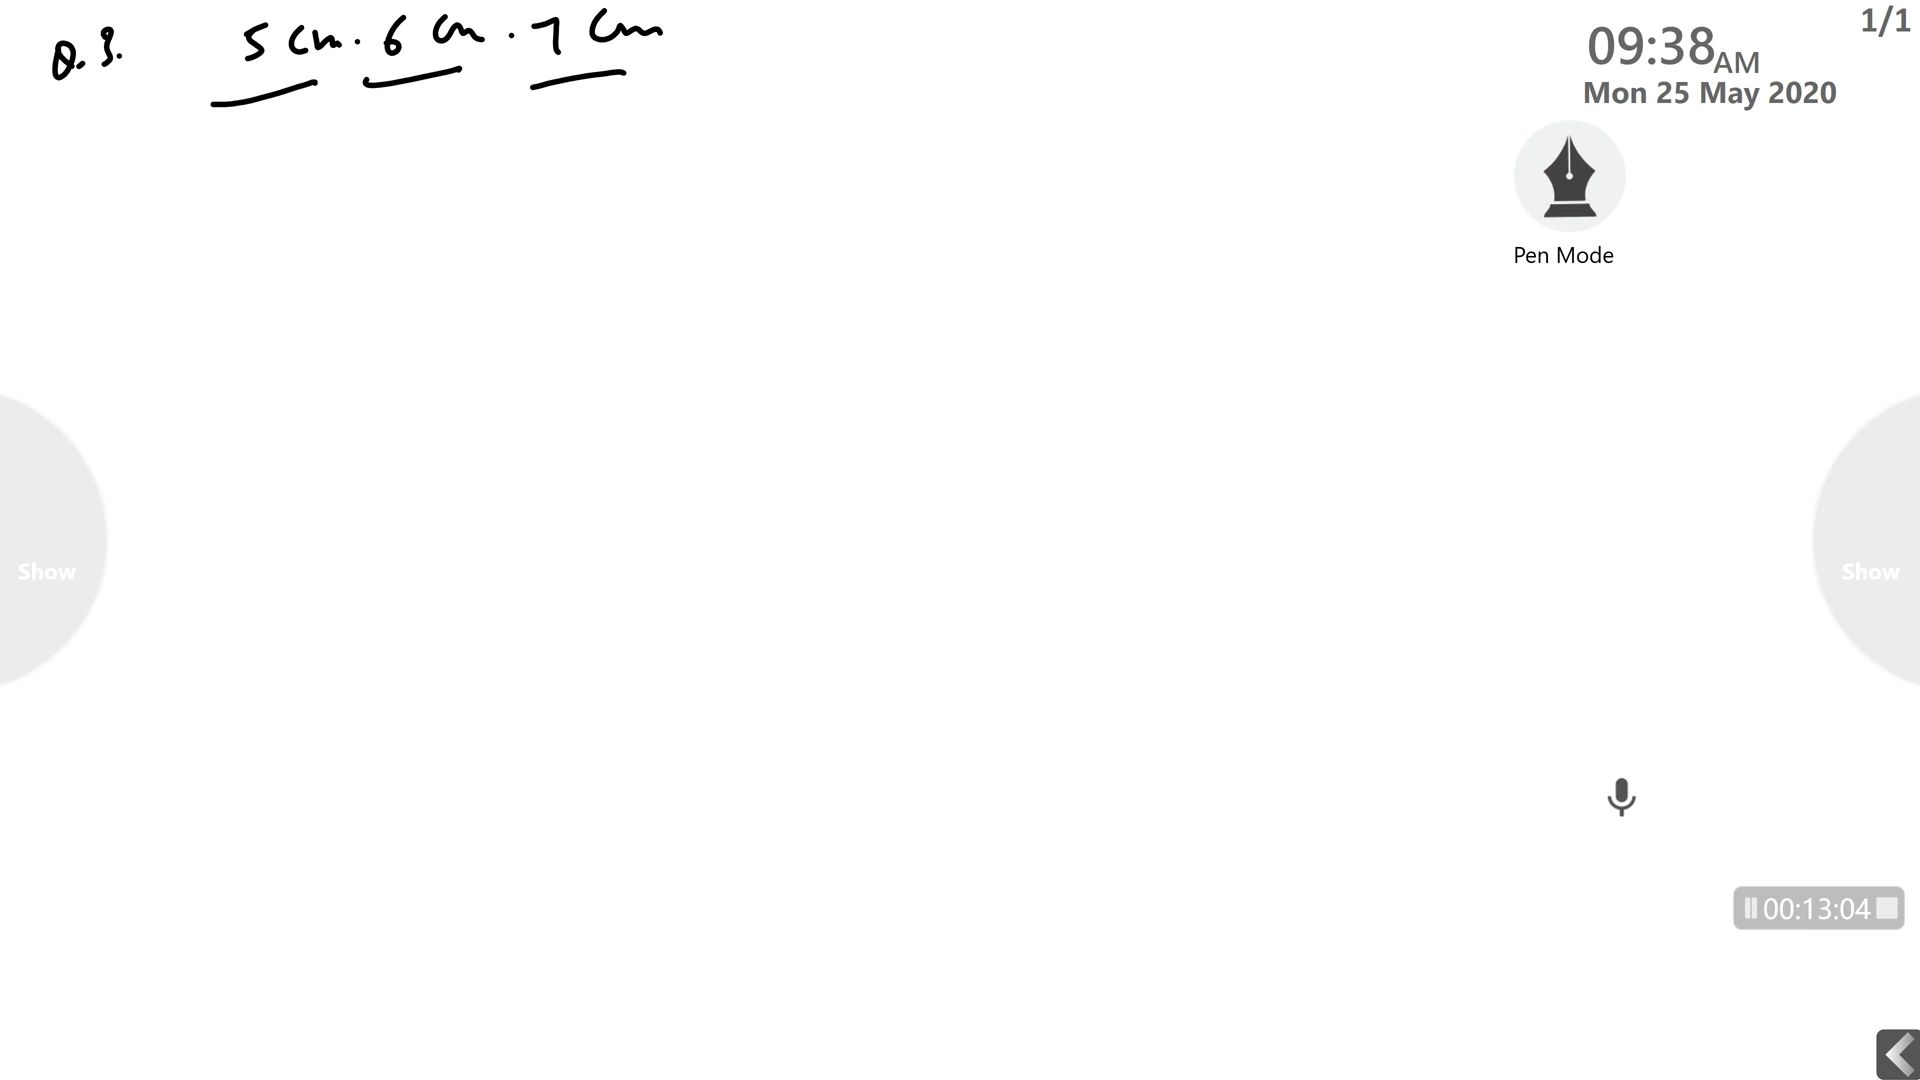 Q.3. 5 cm. 6 cm. 7 cm
1/1
09:38AM
Mon 25 May 2020
Pen Mode
Show
Show
00:13:04